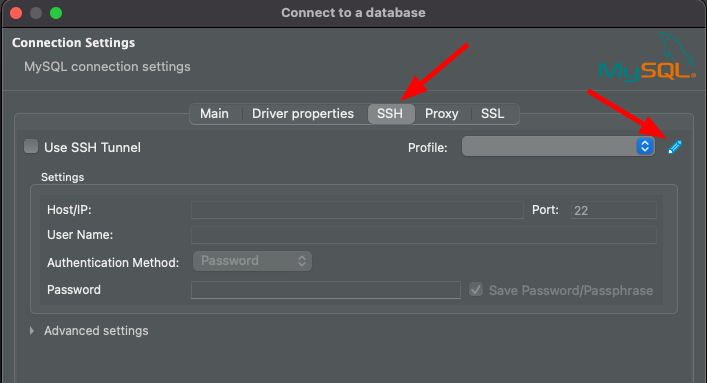 Connect to a database
Connection Settings
MySQL connection settings
MySQL®
Main Driver properties SSH Proxy SSL
Use SSH Tunnel Profile:
Settings
Host/IP: Port: 22
User Name:
Authentication Method: Password
Password Save Password/Passphrase
Advanced settings